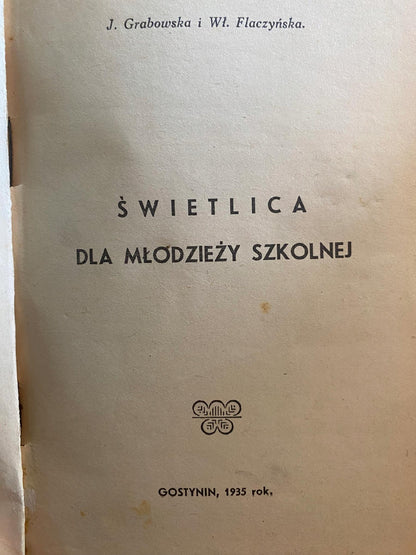 J. Grabowska i Wł. Flaczyńska.
ŚWIETLICA
DLA MŁODZIEŻY SZKOLNEJ
GOSTYNIN, 1935 rok.